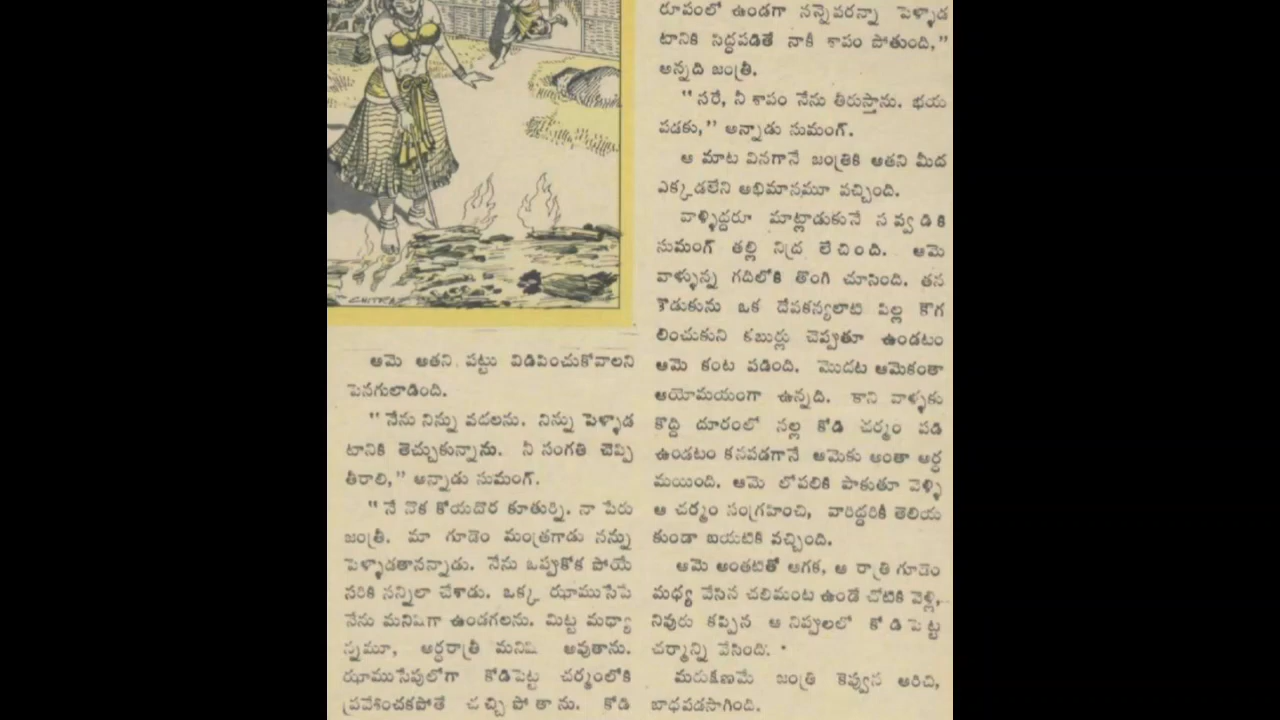 CHITRA
ఆమె అతని పట్టు విడిపించుకోవాలని
పెనగులాడింది.
“నేను నిన్ను వదలను. నిన్ను పెళ్ళాడ
టానికి తెచ్చుకున్నాను. నీ సంగతి చెప్పి
తీరాలి,” అన్నాడు సుమంగ్.
“నే నొక కోయదొర కూతుర్ని. నా పేరు
జంత్రీ. మా గూడెం మంత్రగాడు నన్ను
పెళ్ళాడతానన్నాడు. నేను ఒప్పుకోక పోయే
సరికి నన్నిలా చేశాడు. ఒక్క ఝాముసేపే
నేను మనిషిగా ఉండగలను. మిట్ట మధ్యా
హ్నమూ, అర్ధరాత్రీ మనిషి అవుతాను.
ఝాముసేపులోగా కోడిపెట్ట చర్మంలోకి
ప్రవేశించకపోతే చచ్చి పో తా ను. కోడి
రూపంలో ఉండగా నన్నెవరన్నా పెళ్ళాడ
టానికి సిద్ధపడితే నాకీ శాపం పోతుంది,”
అన్నది జంత్రీ.
“సరే, నీ శాపం నేను తీరుస్తాను. భయ
పడకు,” అన్నాడు సుమంగ్.
ఆ మాట వినగానే జంత్రికి అతని మీద
ఎక్కడలేని అభిమానమూ వచ్చింది.
వాళ్ళిద్దరూ మాట్లాడుకునే స వ్వ డి కి
సుమంగ్ తల్లి నిద్ర లేచింది. ఆమె
వాళ్ళున్న గదిలోకి తొంగి చూసింది. తన
కొడుకును ఒక దేవకన్యలాటి పిల్ల కౌగ
లించుకుని కబుర్లు చెప్పుతూ ఉండటం
ఆమె కంట పడింది. మొదట ఆమెకంతా
అయోమయంగా ఉన్నది. కాని వాళ్ళకు
కొద్ది దూరంలో నల్ల కోడి చర్మం పడి
ఉండటం కనపడగానే ఆమెకు అంతా అర్థ
మయింది. ఆమె లోపలికి పాకుతూ వెళ్ళి
ఆ చర్మం సంగ్రహించి, వారిద్దరికీ తెలియ
కుండా బయటికి వచ్చింది.
ఆమె అంతటితో ఆగక, ఆ రాత్రి గూడెం
మధ్య వేసిన చలిమంట ఉండే చోటికి వెళ్లి,
నివురు కప్పిన ఆ నిప్పులలో కో డి పె ట్ట
చర్మాన్ని వేసింది.
మరుక్షణమే జంత్రి కెవ్వున అరిచి,
బాధపడసాగింది.